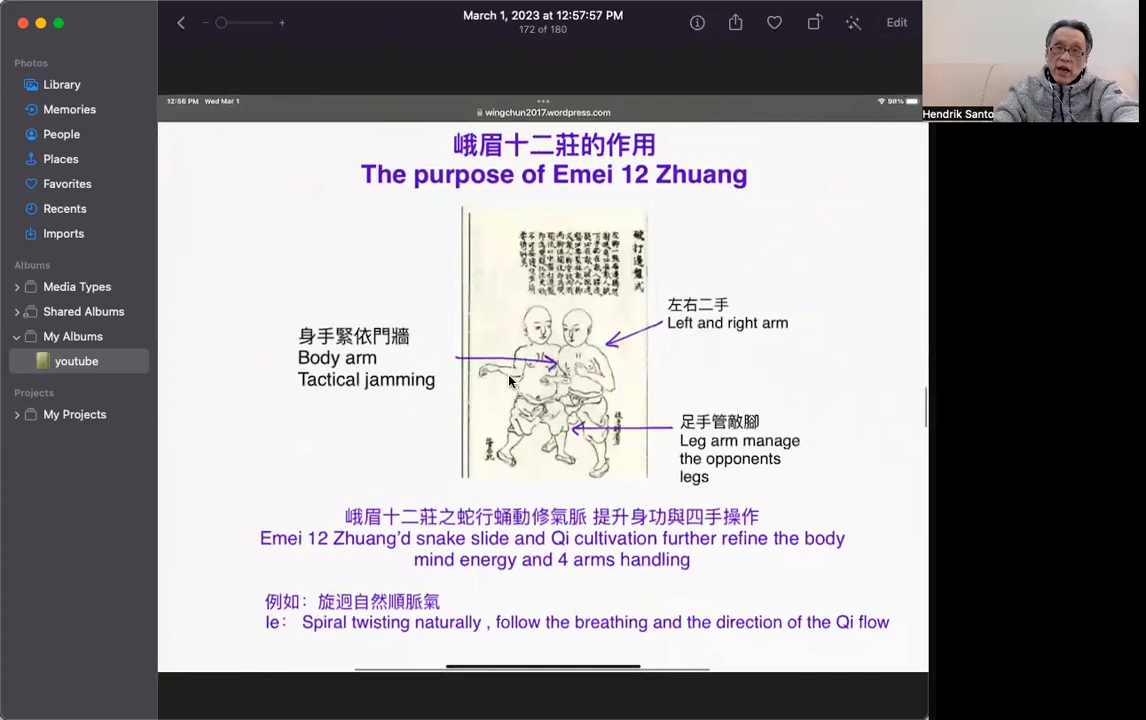 March 1, 2023 at 12:57:57 PM
172 of 180
Edit
Photos
Library
Memories
People
Places
Favorites
Recents
Imports
Albums
Media Types
Shared Albums
My Albums
youtube
Projects
My Projects
Hendrik Santo
12:56 PM Wed Mar 1
98%
wingchun2017.wordpress.com
峨眉十二莊的作用
The purpose of Emei 12 Zhuang
身手緊依門牆
Body arm
Tactical jamming
左右二手
Left and right arm
足手管敵腳
Leg arm manage
the opponents
legs
峨眉十二莊之蛇行蛹動修氣脈 提升身功與四手操作
Emei 12 Zhuang'd snake slide and Qi cultivation further refine the body
mind energy and 4 arms handling
例如：旋迴自然順脈氣
Ie： Spiral twisting naturally , follow the breathing and the direction of the Qi flow